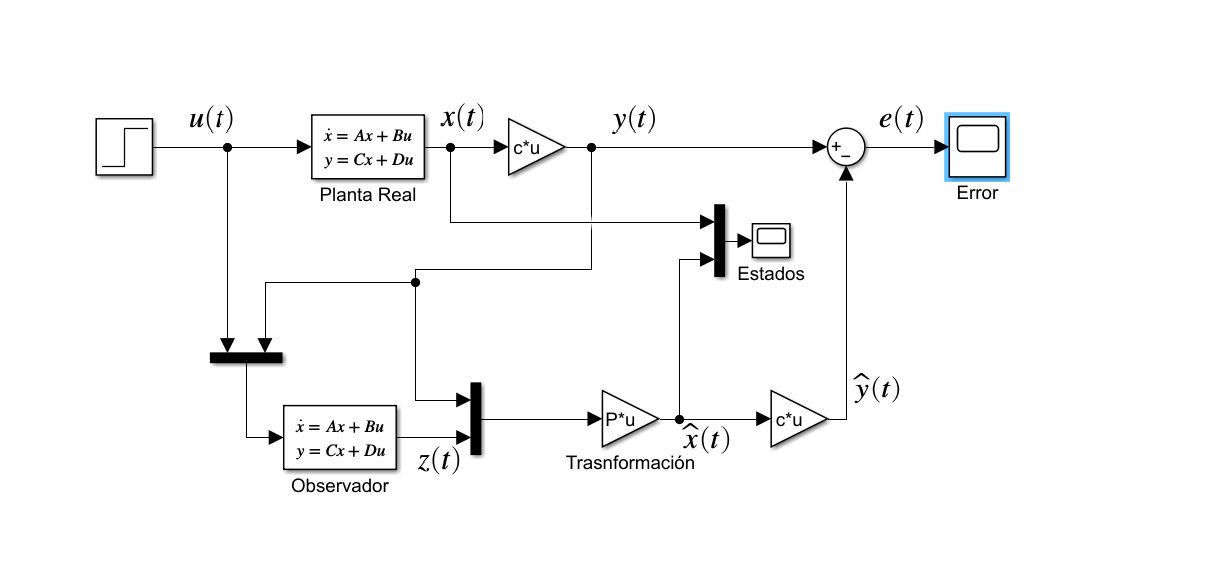 u(t)
ẋ = Ax + Bu
y = Cx + Du
Planta Real
x(t)
c*u
y(t)
+
−
e(t)
Error
Estados
ẋ = Ax + Bu
y = Cx + Du
Observador
z(t)
P*u
Trasnformación
x̂(t)
c*u
ŷ(t)